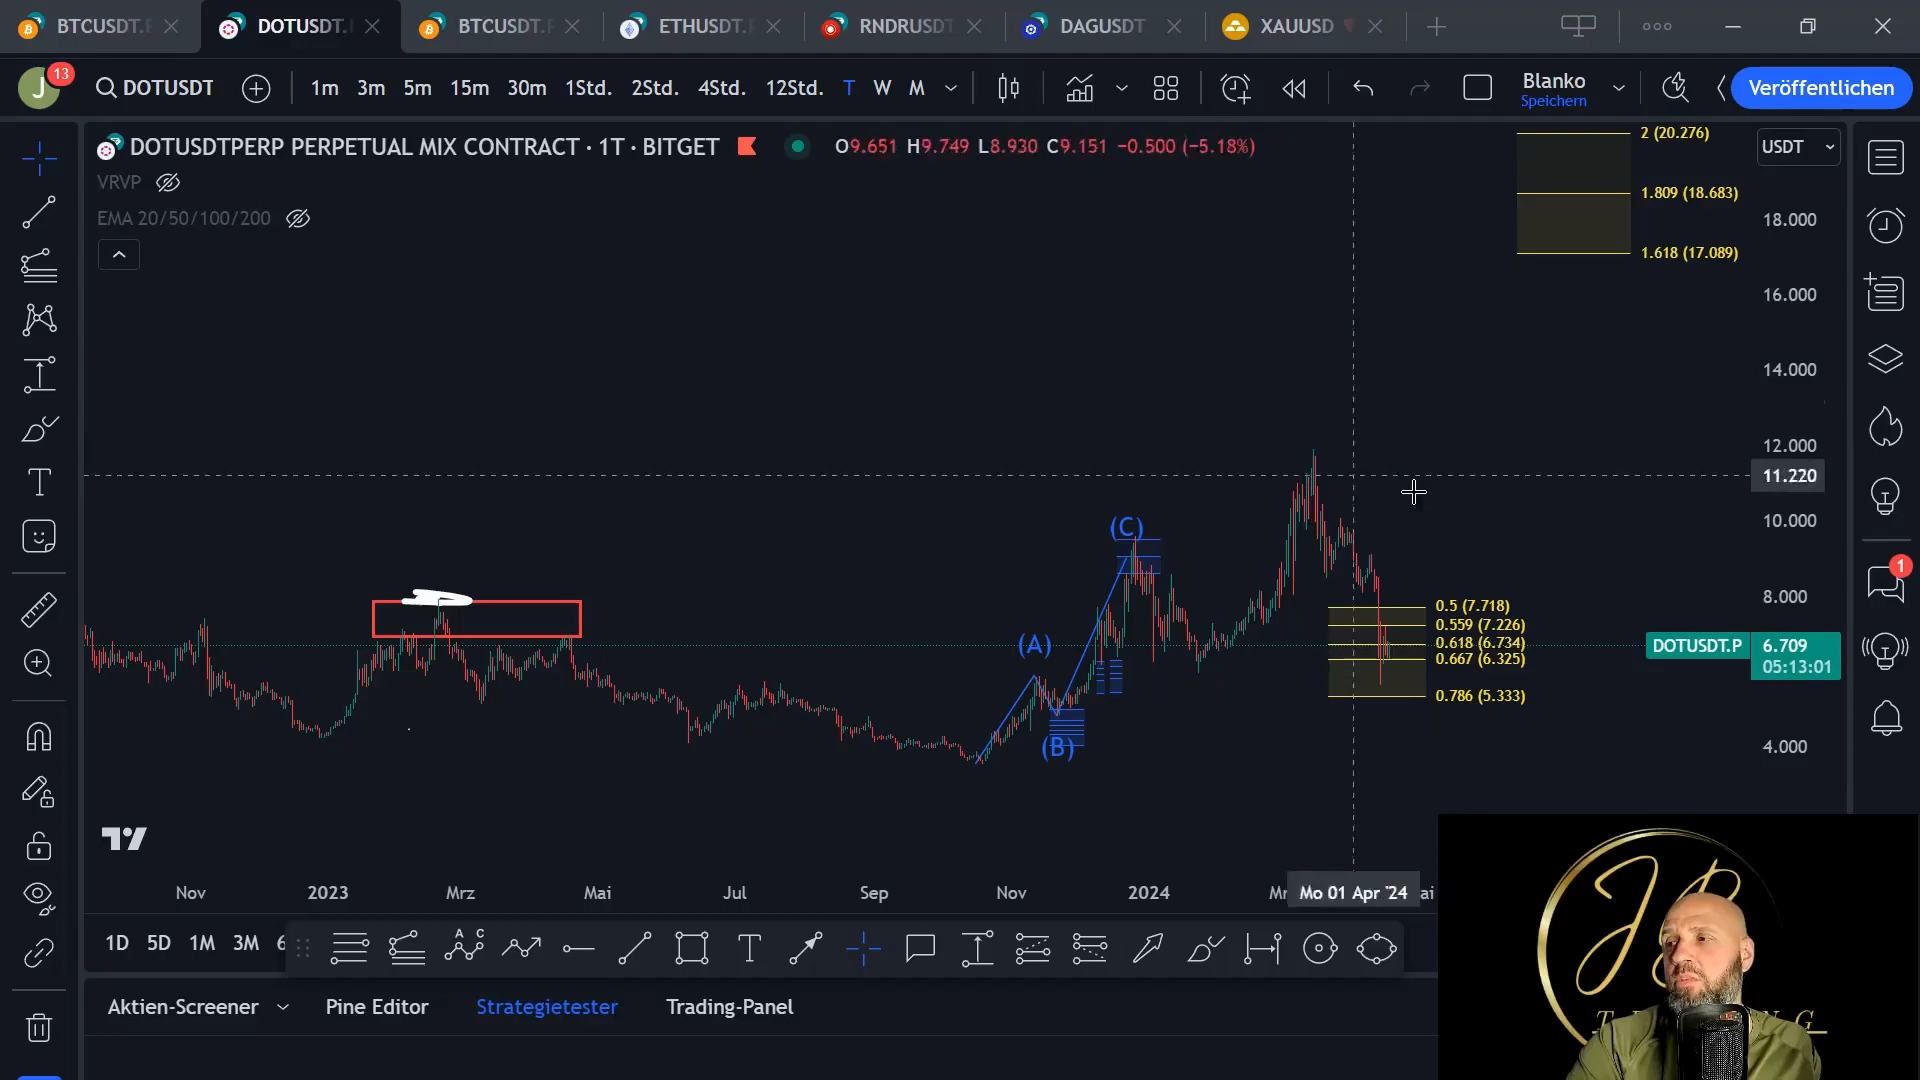 BTCUSDT.P
DOTUSDT.
BTCUSDT.P
ETHUSDT.P
RNDRUSDT
DAGUSDT
XAUUSD
J
13
DOTUSDT
1m 3m 5m 15m 30m 1Std. 2Std. 4Std. 12Std. T W M
Blanko
Speichern
Veröffentlichen
DOTUSDTPERP PERPETUAL MIX CONTRACT · 1T · BITGET
O9.651 H9.749 L8.930 C9.151 −0.500 (−5.18%)
VRVP
EMA 20/50/100/200
USDT
2 (20.276)
1.809 (18.683)
1.618 (17.089)
18.000
16.000
14.000
12.000
11.220
10.000
8.000
4.000
(A)
(B)
(C)
0.5 (7.718)
0.559 (7.226)
0.618 (6.734)
0.667 (6.325)
0.786 (5.333)
DOTUSDT.P
6.709
05:13:01
1
Nov 2023 Mrz Mai Jul Sep Nov 2024
Mo 01 Apr '24
1D 5D 1M 3M
A C
Aktien-Screener
Pine Editor
Strategietester
Trading-Panel